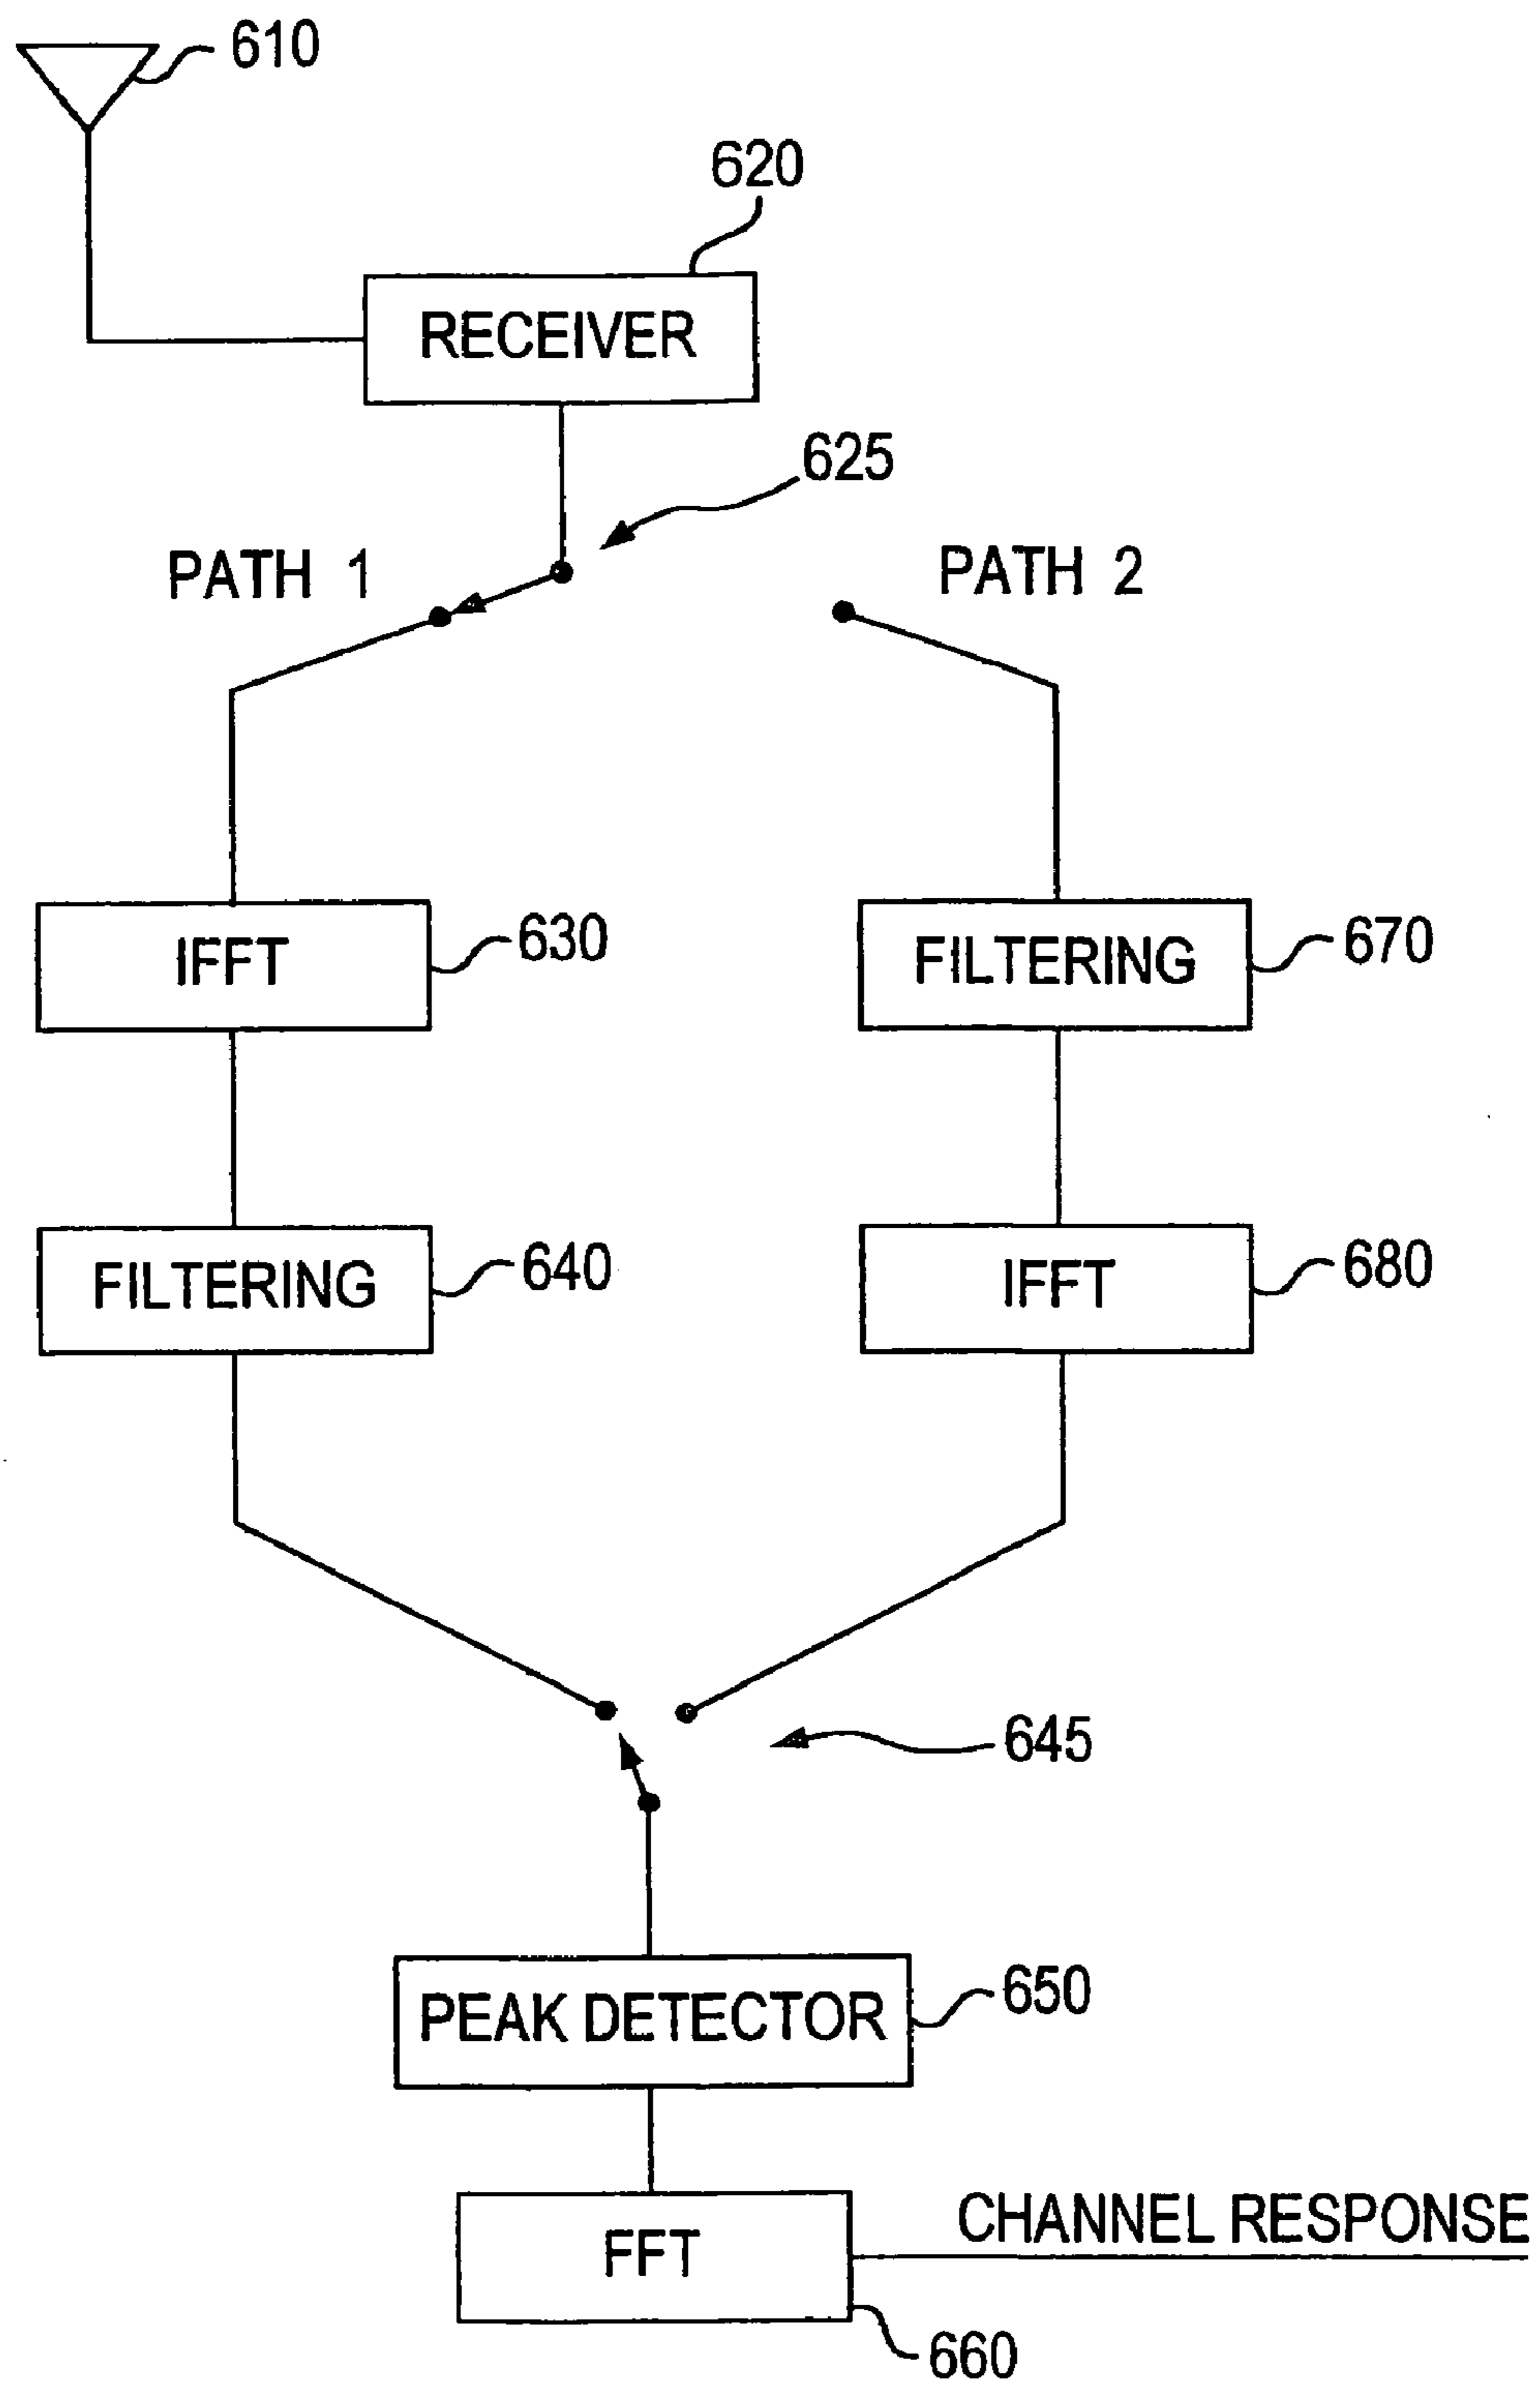 610
620
RECEIVER
625
PATH 1
PATH 2
IFFT
630
FILTERING
670
FILTERING
640
IFFT
680
645
PEAK DETECTOR
650
FFT
CHANNEL RESPONSE
660